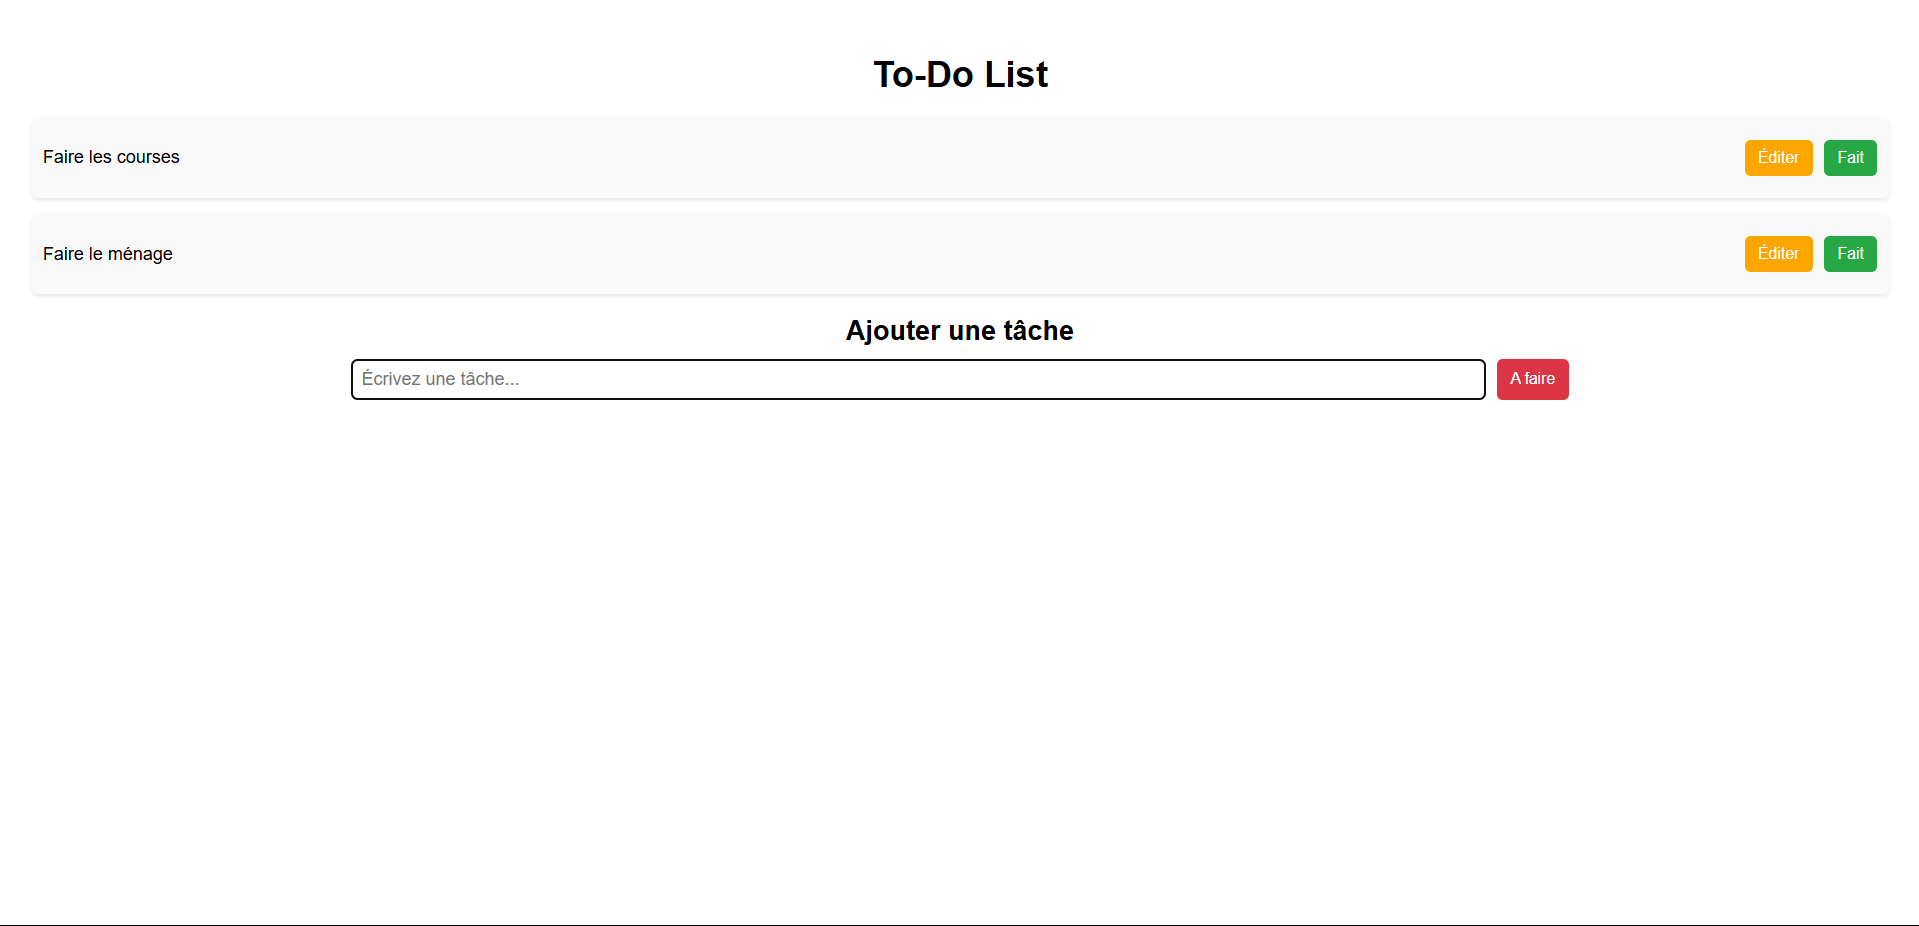 To-Do List
Faire les courses Éditer Fait
Faire le ménage Éditer Fait
Ajouter une tâche
Écrivez une tâche... A faire